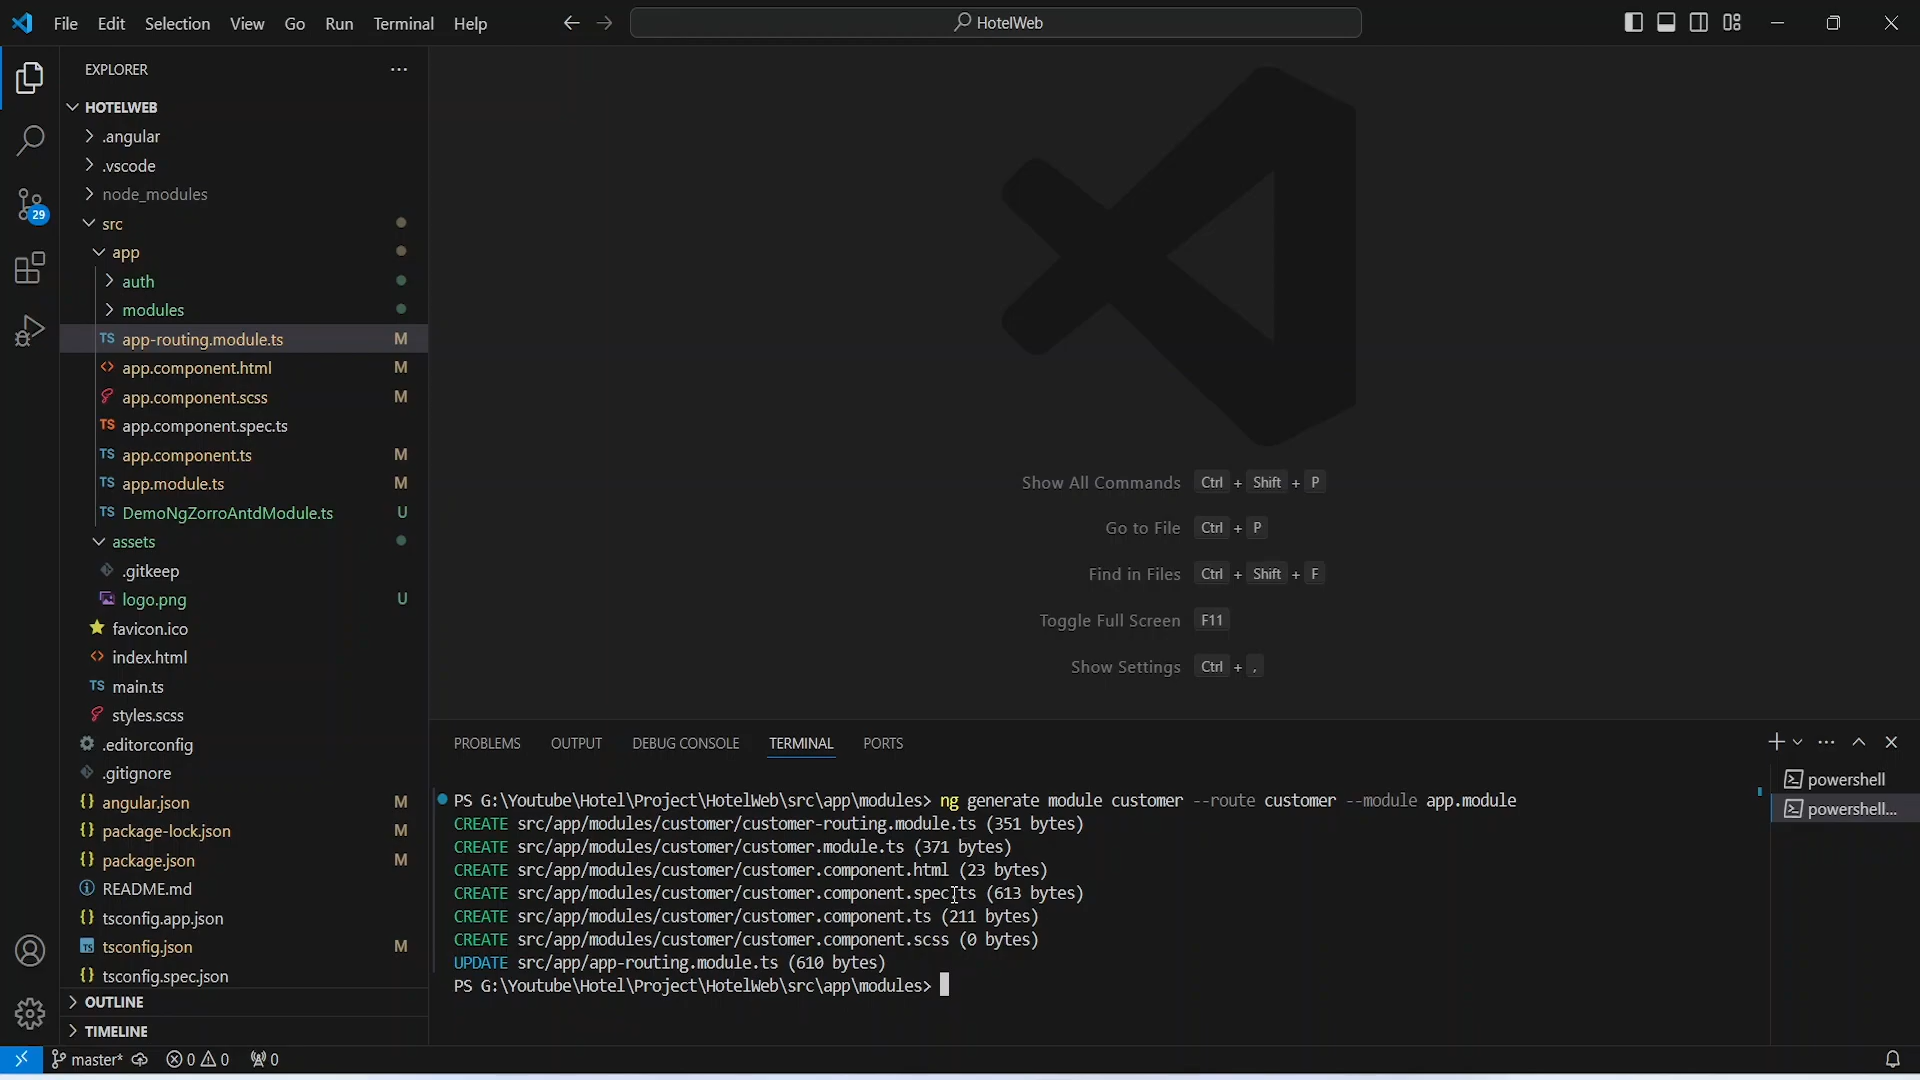 File Edit Selection View Go Run Terminal Help
HotelWeb
EXPLORER
HOTELWEB
.angular
.vscode
node_modules
src
app
auth
modules
TS app-routing.module.ts M
<> app.component.html M
app.component.scss M
TS app.component.spec.ts
TS app.component.ts M
TS app.module.ts M
TS DemoNgZorroAntdModule.ts U
assets
.gitkeep
logo.png U
favicon.ico
<> index.html
TS main.ts
styles.scss
.editorconfig
.gitignore
{} angular.json M
{} package-lock.json M
{} package.json M
README.md
{} tsconfig.app.json
TS tsconfig.json M
{} tsconfig.spec.json
OUTLINE
TIMELINE
29
Show All Commands Ctrl + Shift + P
Go to File Ctrl + P
Find in Files Ctrl + Shift + F
Toggle Full Screen F11
Show Settings Ctrl + ,
PROBLEMS OUTPUT DEBUG CONSOLE TERMINAL PORTS
powershell
powershell...
PS G:\Youtube\Hotel\Project\HotelWeb\src\app\modules> ng generate module customer --route customer --module app.module
CREATE src/app/modules/customer/customer-routing.module.ts (351 bytes)
CREATE src/app/modules/customer/customer.module.ts (371 bytes)
CREATE src/app/modules/customer/customer.component.html (23 bytes)
CREATE src/app/modules/customer/customer.component.spec.ts (613 bytes)
CREATE src/app/modules/customer/customer.component.ts (211 bytes)
CREATE src/app/modules/customer/customer.component.scss (0 bytes)
UPDATE src/app/app-routing.module.ts (610 bytes)
PS G:\Youtube\Hotel\Project\HotelWeb\src\app\modules>
master* 0 0 0